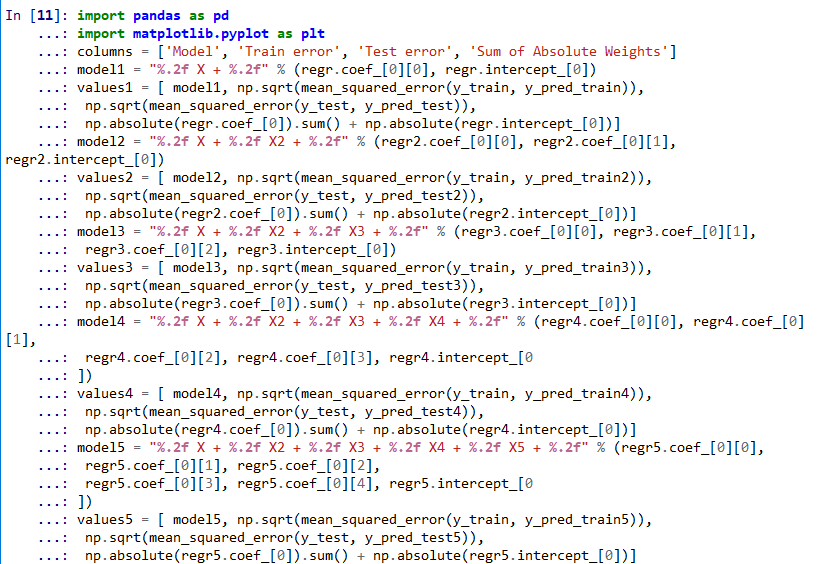 In [11]: import pandas as pd
    ...: import matplotlib.pyplot as plt
    ...: columns = ['Model', 'Train error', 'Test error', 'Sum of Absolute Weights']
    ...: model1 = "%.2f X + %.2f" % (regr.coef_[0][0], regr.intercept_[0])
    ...: values1 = [ model1, np.sqrt(mean_squared_error(y_train, y_pred_train)),
    ...:  np.sqrt(mean_squared_error(y_test, y_pred_test)),
    ...:  np.absolute(regr.coef_[0]).sum() + np.absolute(regr.intercept_[0])]
    ...: model2 = "%.2f X + %.2f X2 + %.2f" % (regr2.coef_[0][0], regr2.coef_[0][1],
regr2.intercept_[0])
    ...: values2 = [ model2, np.sqrt(mean_squared_error(y_train, y_pred_train2)),
    ...:  np.sqrt(mean_squared_error(y_test, y_pred_test2)),
    ...:  np.absolute(regr2.coef_[0]).sum() + np.absolute(regr2.intercept_[0])]
    ...: model3 = "%.2f X + %.2f X2 + %.2f X3 + %.2f" % (regr3.coef_[0][0], regr3.coef_[0][1],
    ...:  regr3.coef_[0][2], regr3.intercept_[0])
    ...: values3 = [ model3, np.sqrt(mean_squared_error(y_train, y_pred_train3)),
    ...:  np.sqrt(mean_squared_error(y_test, y_pred_test3)),
    ...:  np.absolute(regr3.coef_[0]).sum() + np.absolute(regr3.intercept_[0])]
    ...: model4 = "%.2f X + %.2f X2 + %.2f X3 + %.2f X4 + %.2f" % (regr4.coef_[0][0], regr4.coef_[0]
[1],
    ...:  regr4.coef_[0][2], regr4.coef_[0][3], regr4.intercept_[0
    ...: ])
    ...: values4 = [ model4, np.sqrt(mean_squared_error(y_train, y_pred_train4)),
    ...:  np.sqrt(mean_squared_error(y_test, y_pred_test4)),
    ...:  np.absolute(regr4.coef_[0]).sum() + np.absolute(regr4.intercept_[0])]
    ...: model5 = "%.2f X + %.2f X2 + %.2f X3 + %.2f X4 + %.2f X5 + %.2f" % (regr5.coef_[0][0],
    ...:  regr5.coef_[0][1], regr5.coef_[0][2],
    ...:  regr5.coef_[0][3], regr5.coef_[0][4], regr5.intercept_[0
    ...: ])
    ...: values5 = [ model5, np.sqrt(mean_squared_error(y_train, y_pred_train5)),
    ...:  np.sqrt(mean_squared_error(y_test, y_pred_test5)),
    ...:  np.absolute(regr5.coef_[0]).sum() + np.absolute(regr5.intercept_[0])]